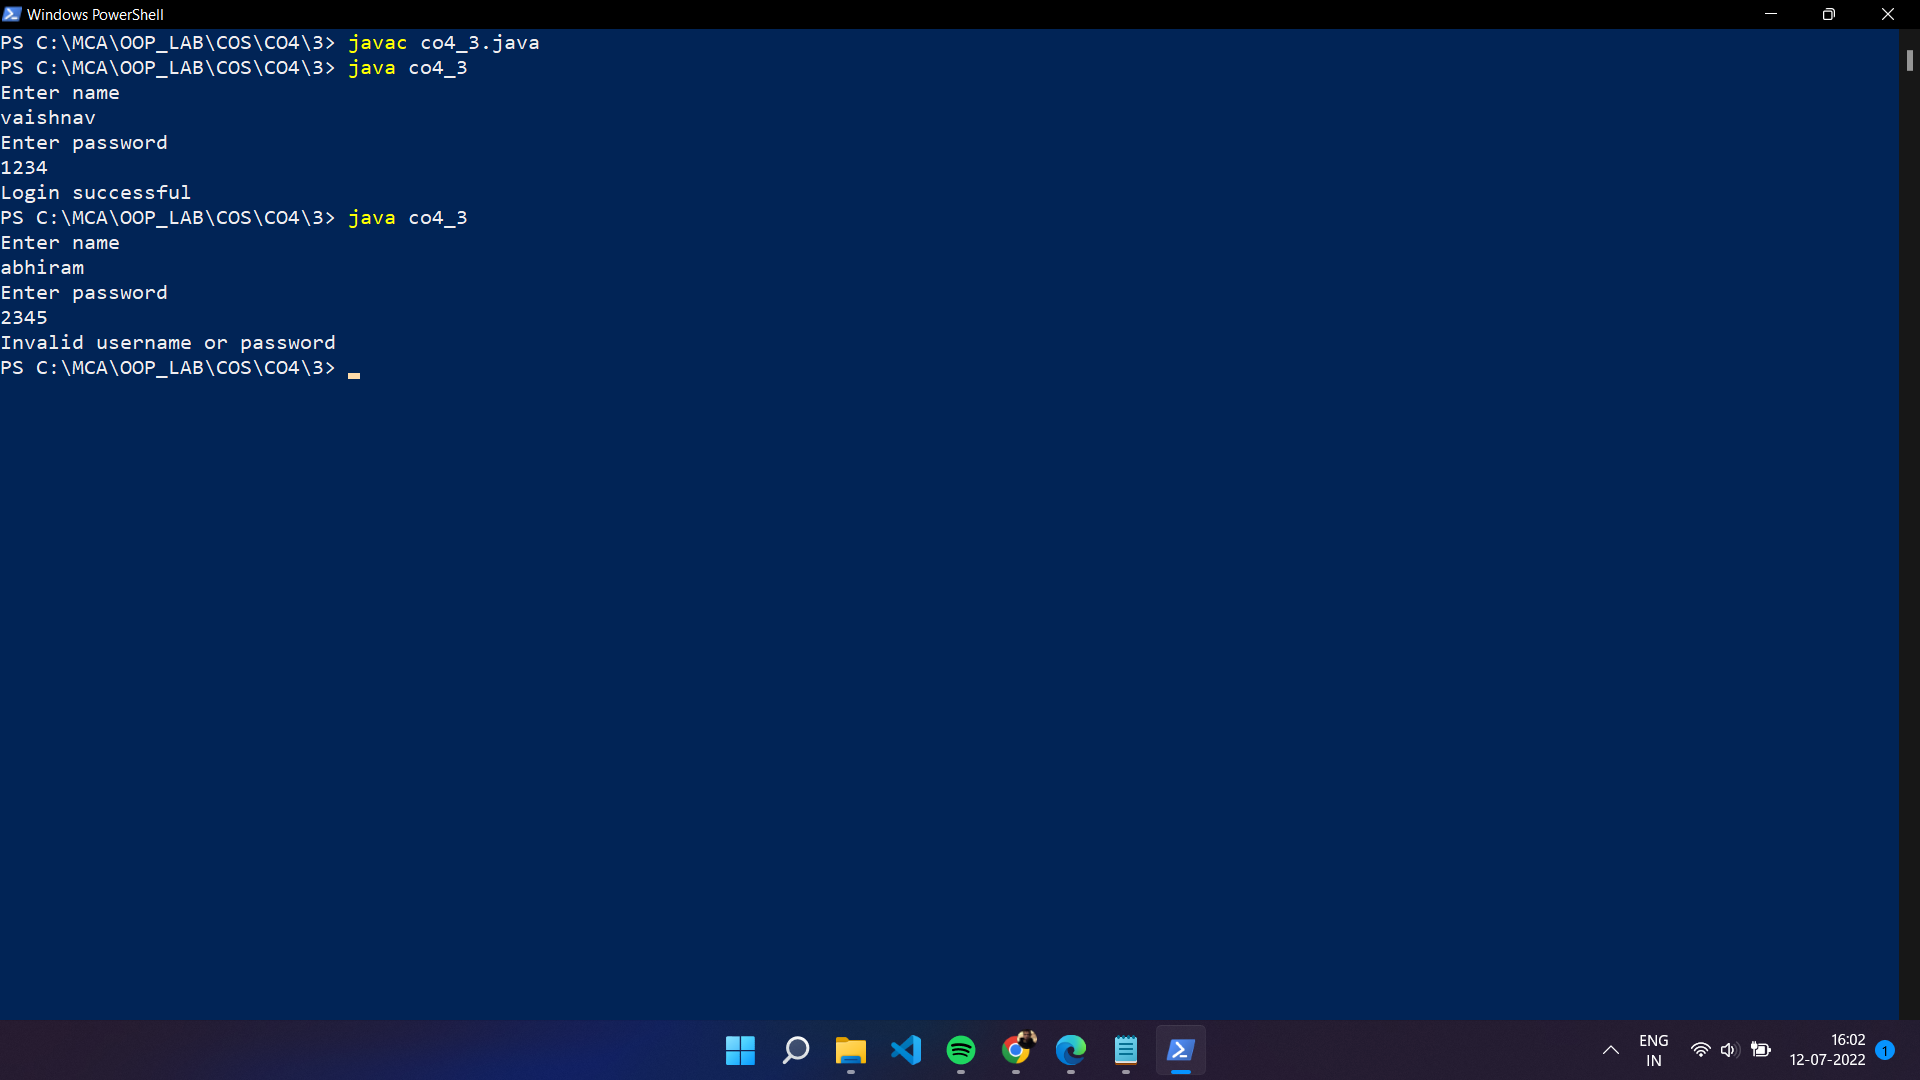 Windows PowerShell
PS C:\MCA\OOP_LAB\COS\CO4\3> javac co4_3.java
PS C:\MCA\OOP_LAB\COS\CO4\3> java co4_3
Enter name
vaishnav
Enter password
1234
Login successful
PS C:\MCA\OOP_LAB\COS\CO4\3> java co4_3
Enter name
abhiram
Enter password
2345
Invalid username or password
PS C:\MCA\OOP_LAB\COS\CO4\3>
ENG
IN
16:02
12-07-2022
1